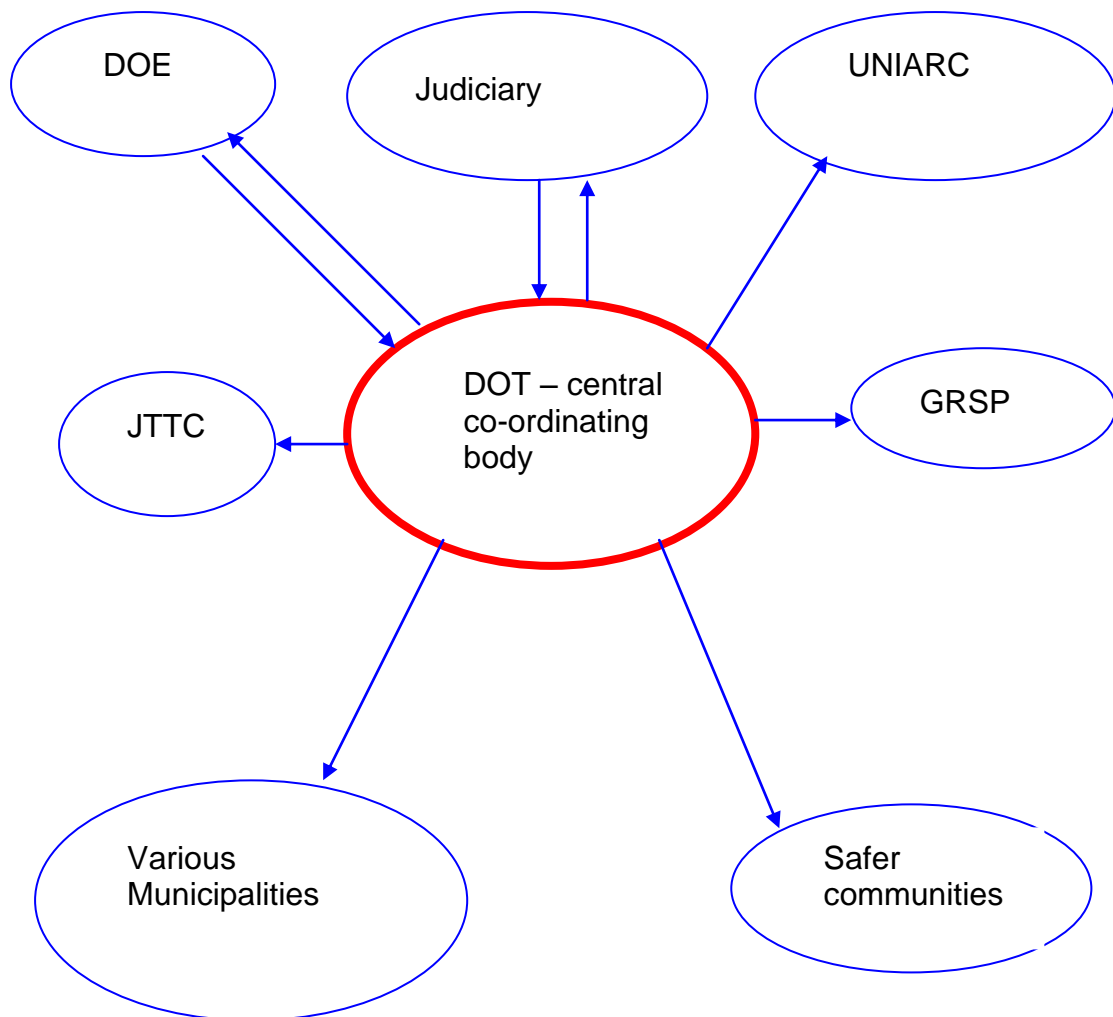 DOE
Judiciary
UNIARC
DOT – central
co-ordinating
body
GRSP
JTTC
Various
Municipalities
Safer
communities